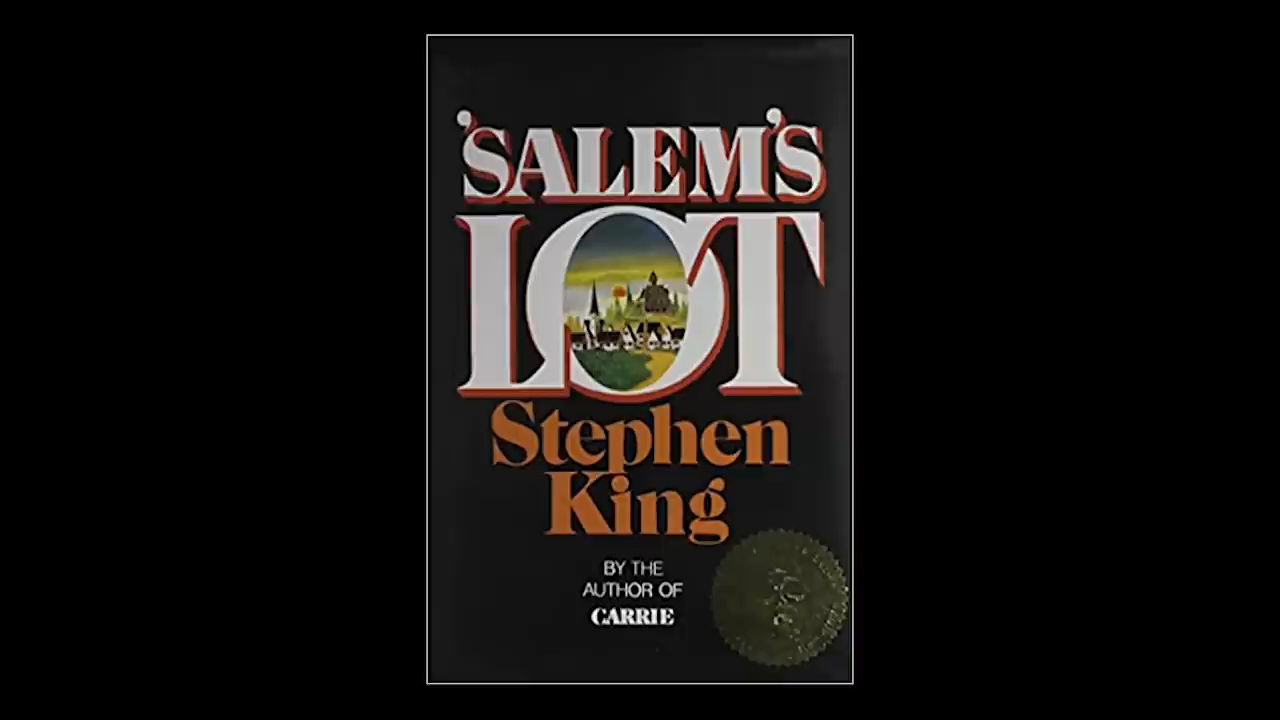 'SALEM'S
LOT
Stephen
King
BY THE
AUTHOR OF
CARRIE